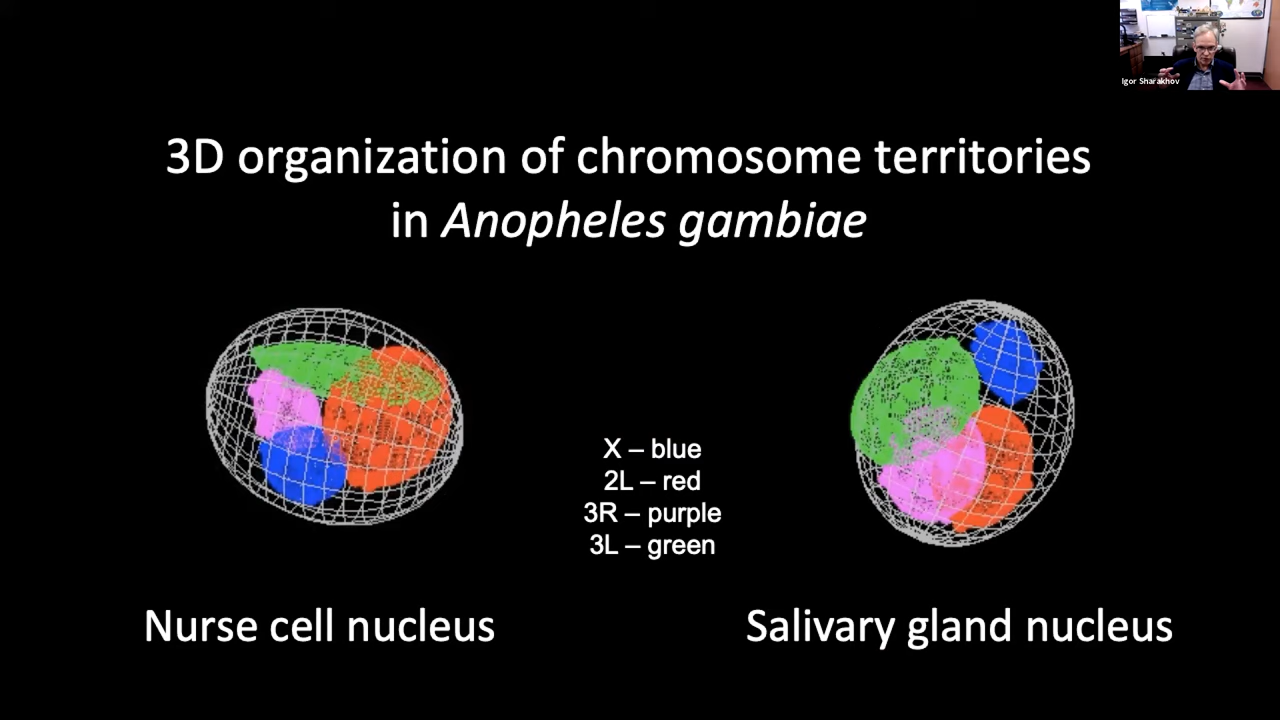 Igor Sharakhov
3D organization of chromosome territories
in Anopheles gambiae
X – blue
2L – red
3R – purple
3L – green
Nurse cell nucleus
Salivary gland nucleus